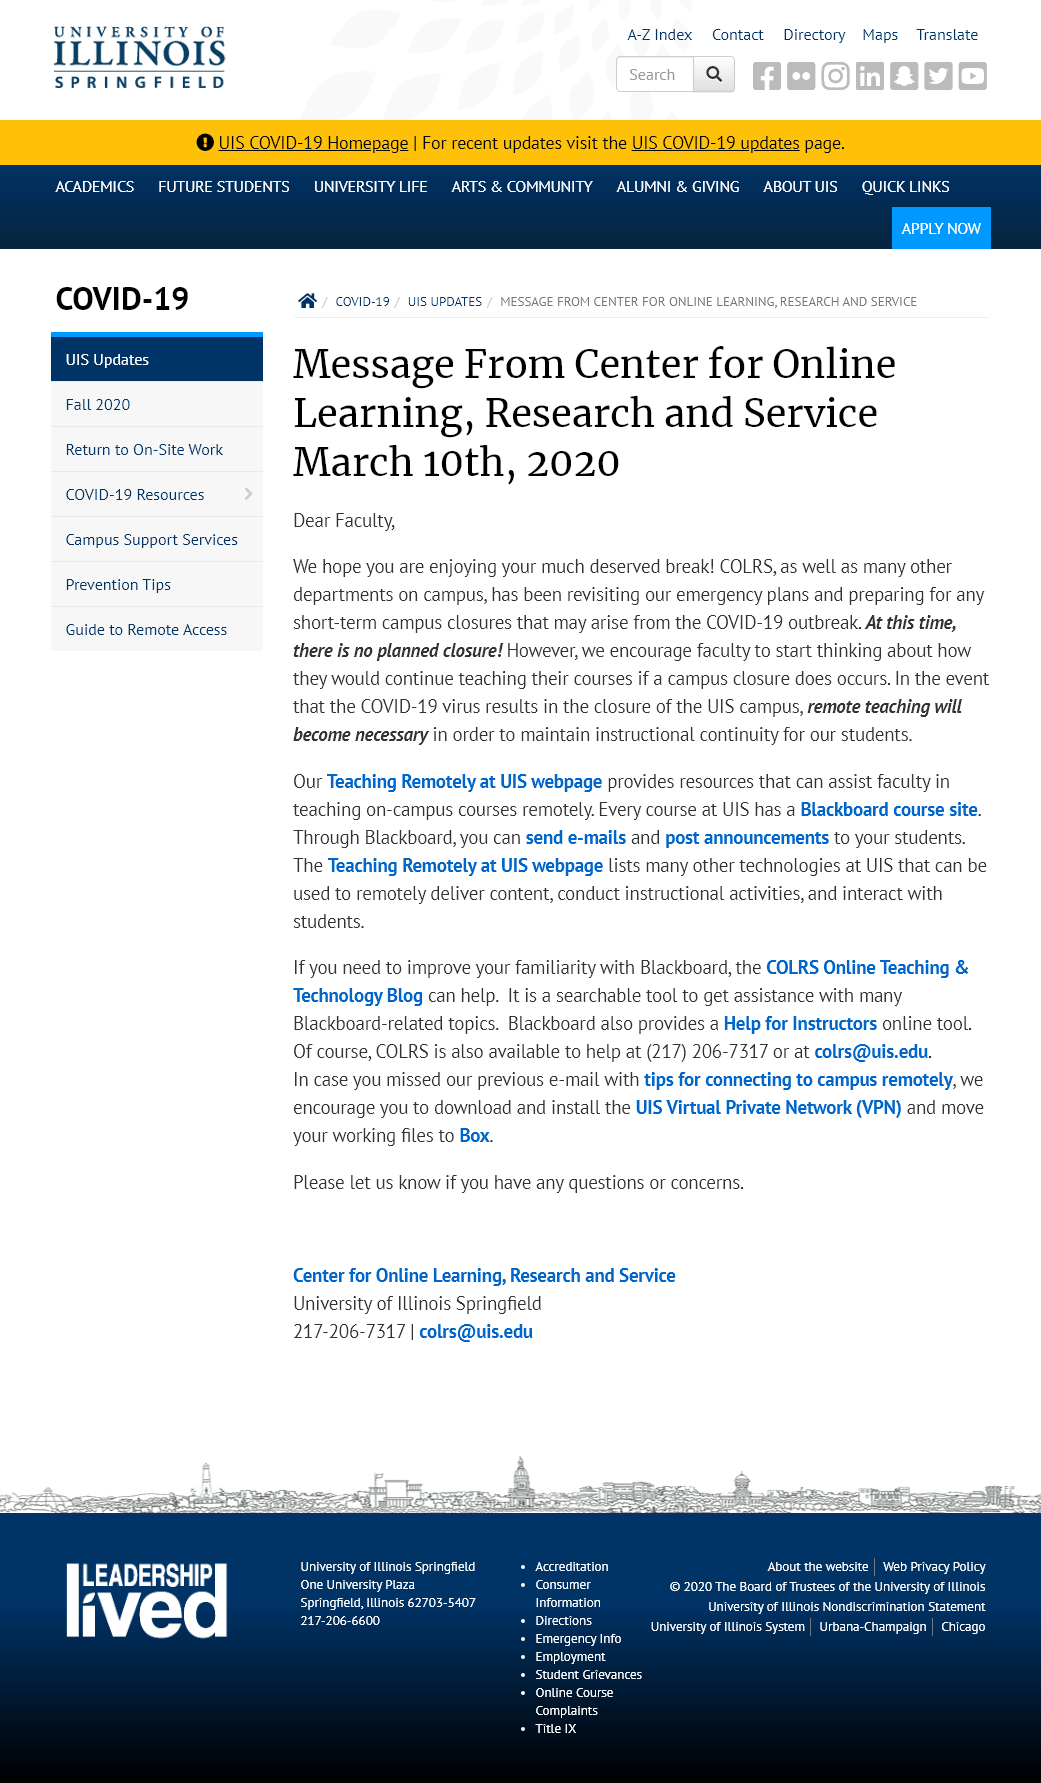 UNIVERSITY OF
ILLINOIS
SPRINGFIELD
A-Z Index Contact Directory Maps Translate
Search
UIS COVID-19 Homepage | For recent updates visit the UIS COVID-19 updates page.
ACADEMICS FUTURE STUDENTS UNIVERSITY LIFE ARTS & COMMUNITY ALUMNI & GIVING ABOUT UIS QUICK LINKS
APPLY NOW
COVID-19
UIS Updates
Fall 2020
Return to On-Site Work
COVID-19 Resources
Campus Support Services
Prevention Tips
Guide to Remote Access
/ COVID-19 / UIS UPDATES / MESSAGE FROM CENTER FOR ONLINE LEARNING, RESEARCH AND SERVICE
Message From Center for Online
Learning, Research and Service
March 10th, 2020
Dear Faculty,
We hope you are enjoying your much deserved break! COLRS, as well as many other
departments on campus, has been revisiting our emergency plans and preparing for any
short-term campus closures that may arise from the COVID-19 outbreak. At this time,
there is no planned closure! However, we encourage faculty to start thinking about how
they would continue teaching their courses if a campus closure does occurs. In the event
that the COVID-19 virus results in the closure of the UIS campus, remote teaching will
become necessary in order to maintain instructional continuity for our students.
Our Teaching Remotely at UIS webpage provides resources that can assist faculty in
teaching on-campus courses remotely. Every course at UIS has a Blackboard course site.
Through Blackboard, you can send e-mails and post announcements to your students.
The Teaching Remotely at UIS webpage lists many other technologies at UIS that can be
used to remotely deliver content, conduct instructional activities, and interact with
students.
If you need to improve your familiarity with Blackboard, the COLRS Online Teaching &
Technology Blog can help. It is a searchable tool to get assistance with many
Blackboard-related topics. Blackboard also provides a Help for Instructors online tool.
Of course, COLRS is also available to help at (217) 206-7317 or at colrs@uis.edu.
In case you missed our previous e-mail with tips for connecting to campus remotely, we
encourage you to download and install the UIS Virtual Private Network (VPN) and move
your working files to Box.
Please let us know if you have any questions or concerns.
Center for Online Learning, Research and Service
University of Illinois Springfield
217-206-7317 | colrs@uis.edu
LEADERSHIP
lived
University of Illinois Springfield
One University Plaza
Springfield, Illinois 62703-5407
217-206-6600
Accreditation
Consumer
Information
Directions
Emergency Info
Employment
Student Grievances
Online Course
Complaints
Title IX
About the website Web Privacy Policy
© 2020 The Board of Trustees of the University of Illinois
University of Illinois Nondiscrimination Statement
University of Illinois System Urbana-Champaign Chicago